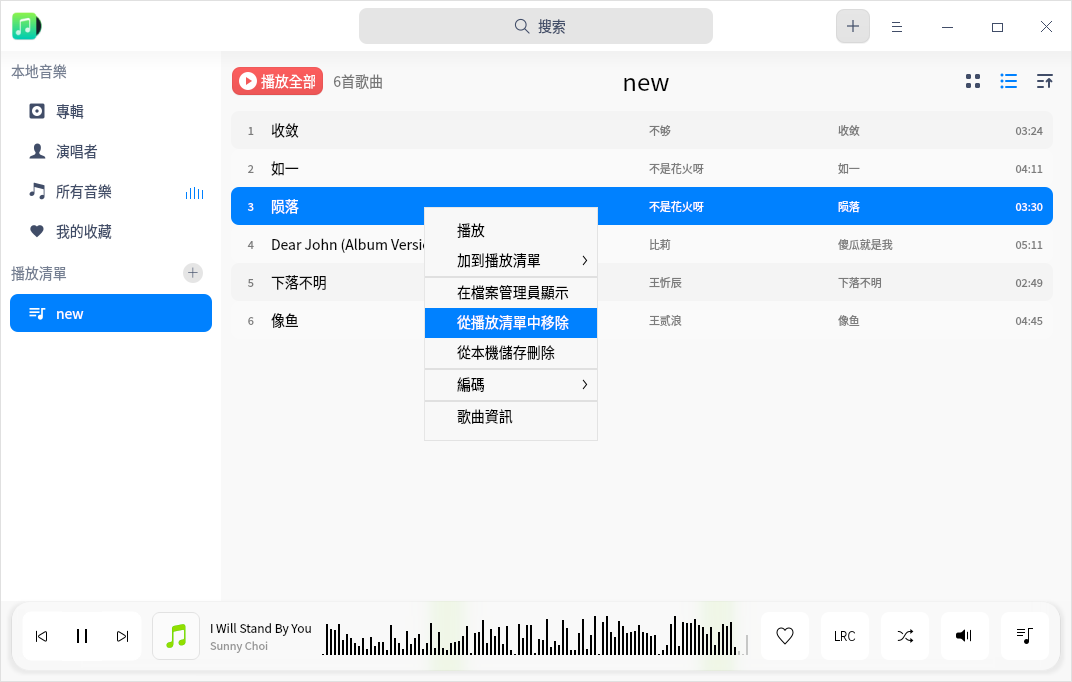 搜索
本地音樂
專輯
演唱者
所有音樂
我的收藏
播放清單
new
播放全部 6首歌曲 new
1 收敛 不够 收敛 03:24
2 如一 不是花火呀 如一 04:11
3 陨落 不是花火呀 陨落 03:30
4 Dear John (Album Versi 比莉 傻瓜就是我 05:11
5 下落不明 王忻辰 下落不明 02:49
6 像鱼 王贰浪 像鱼 04:45
播放
加到播放清單
在檔案管理員顯示
從播放清單中移除
從本機儲存刪除
編碼
歌曲資訊
I Will Stand By You
Sunny Choi
LRC